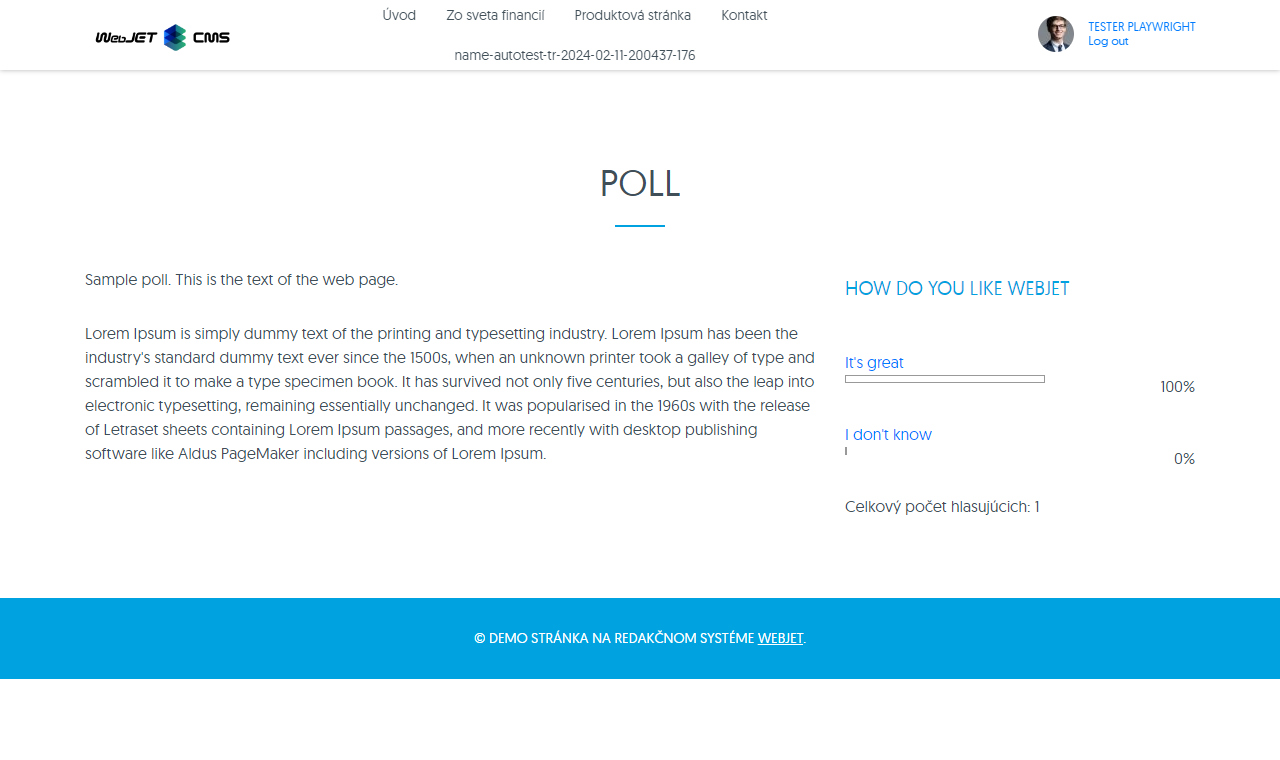 WebJET CMS
Úvod Zo sveta financií Produktová stránka Kontakt
name-autotest-tr-2024-02-11-200437-176
TESTER PLAYWRIGHT
Log out
POLL
Sample poll. This is the text of the web page.
Lorem Ipsum is simply dummy text of the printing and typesetting industry. Lorem Ipsum has been the
industry's standard dummy text ever since the 1500s, when an unknown printer took a galley of type and
scrambled it to make a type specimen book. It has survived not only five centuries, but also the leap into
electronic typesetting, remaining essentially unchanged. It was popularised in the 1960s with the release
of Letraset sheets containing Lorem Ipsum passages, and more recently with desktop publishing
software like Aldus PageMaker including versions of Lorem Ipsum.
HOW DO YOU LIKE WEBJET
It's great
100%
I don't know
0%
Celkový počet hlasujúcich: 1
© DEMO STRÁNKA NA REDAKČNOM SYSTÉME WEBJET.